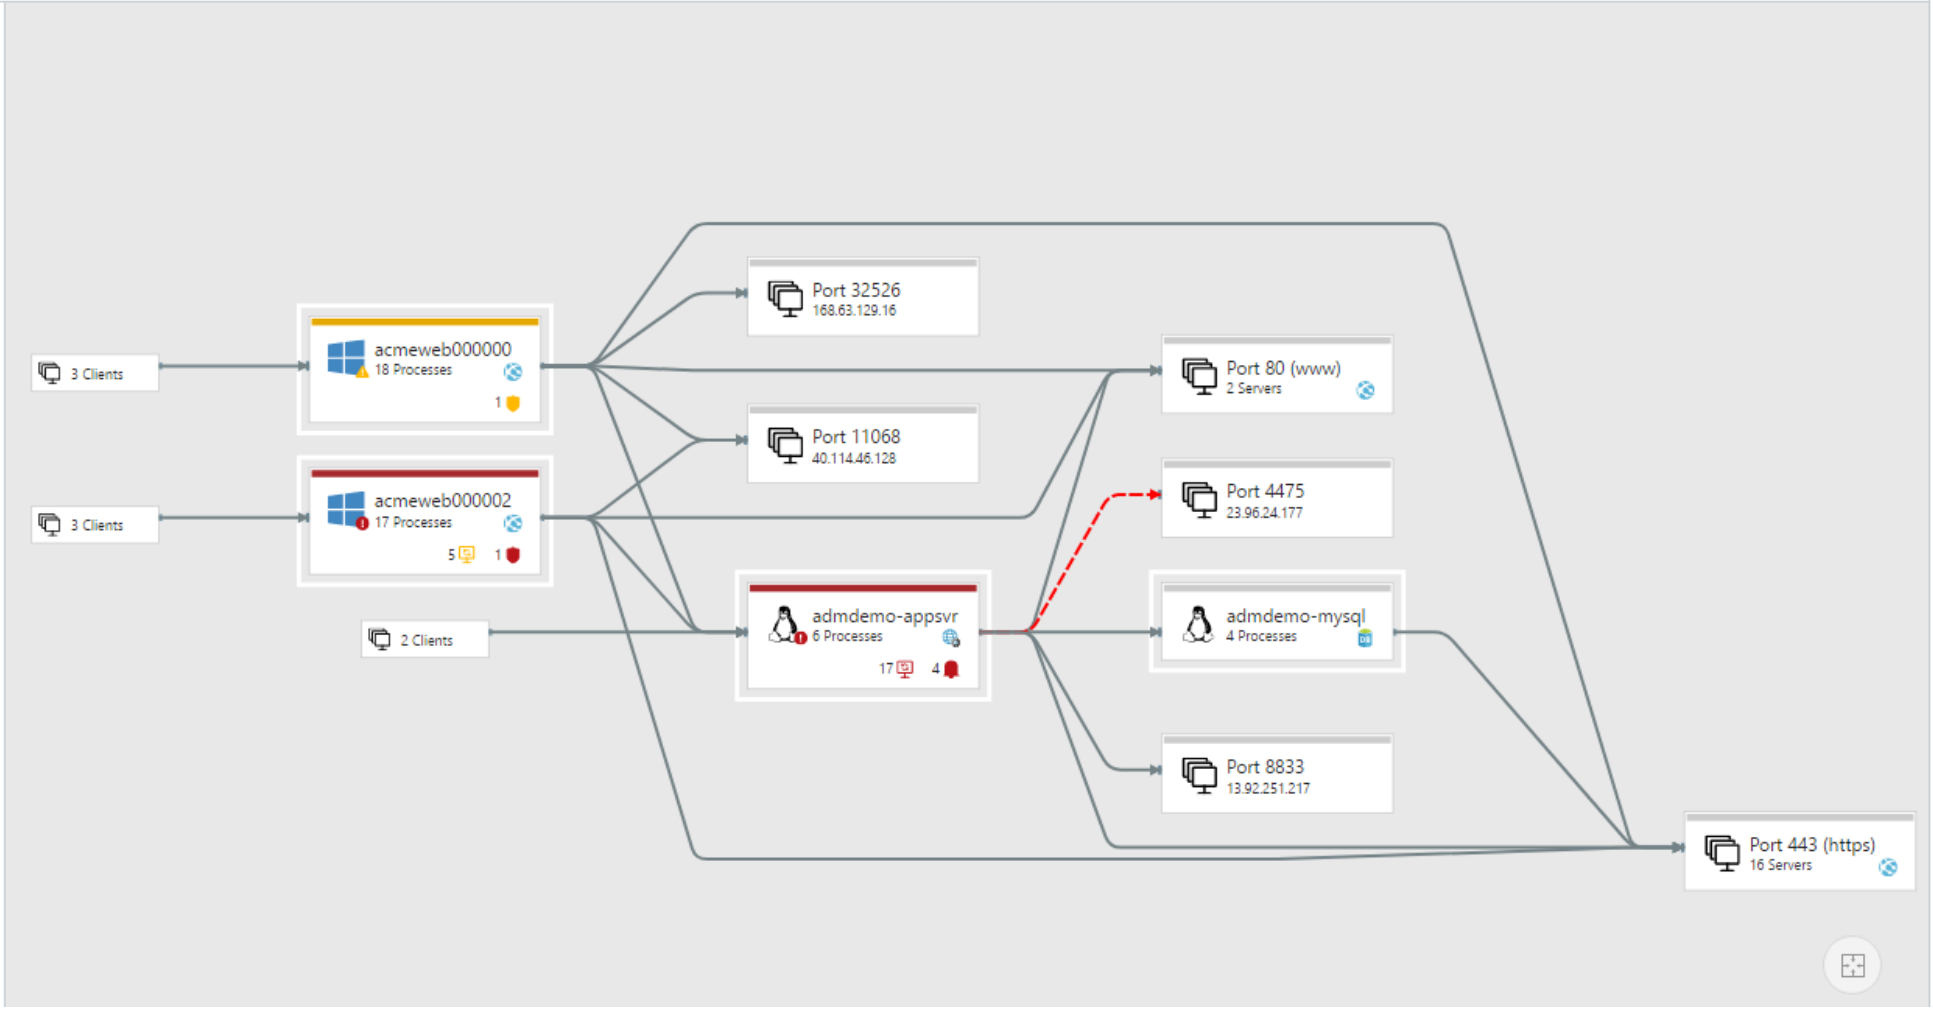 Port 32526
168.63.129.16
acmeweb000000
18 Processes
1
3 Clients
Port 80 (www)
2 Servers
Port 11068
40.114.46.128
acmeweb000002
17 Processes
5 1
3 Clients
Port 4475
23.96.24.177
2 Clients
admdemo-appsvr
6 Processes
17 4
admdemo-mysql
4 Processes
DB
Port 8833
13.92.251.217
Port 443 (https)
16 Servers